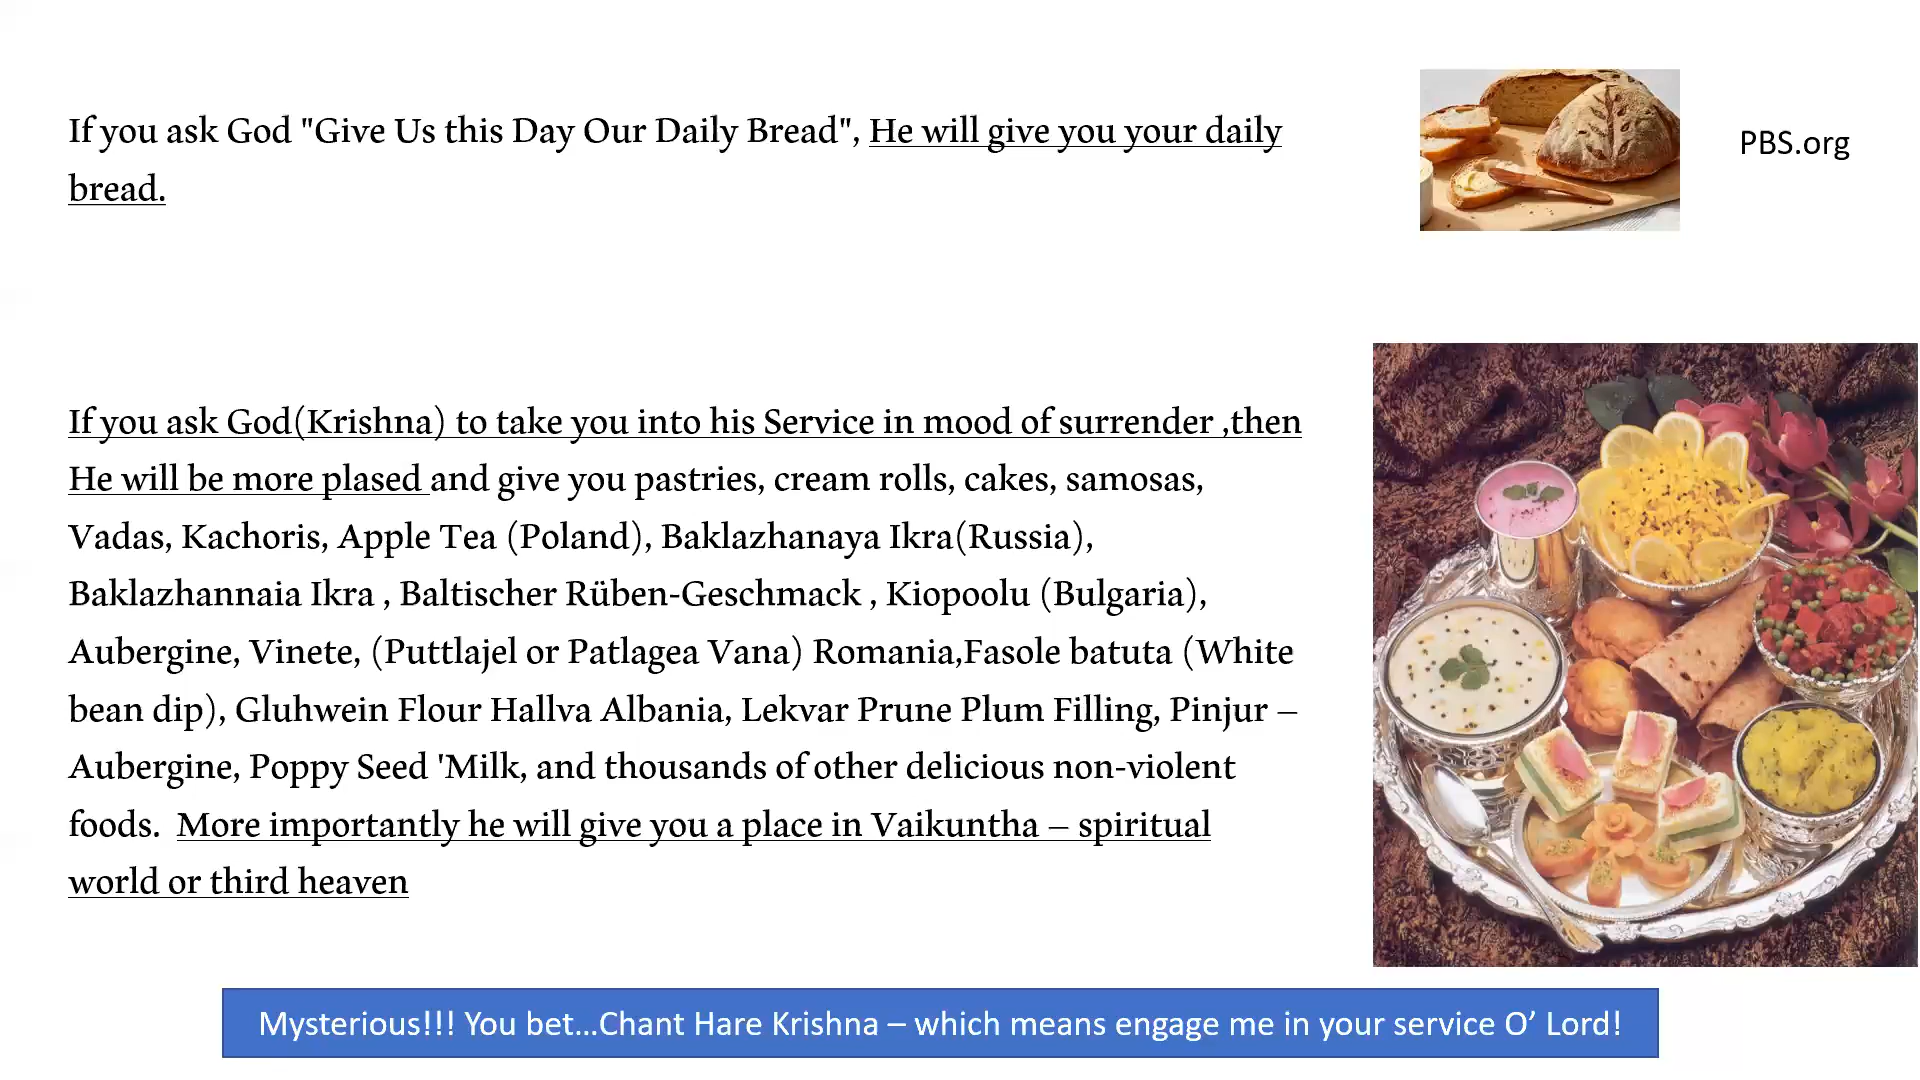 If you ask God "Give Us this Day Our Daily Bread", He will give you your daily
bread.
PBS.org
If you ask God(Krishna) to take you into his Service in mood of surrender ,then
He will be more plased and give you pastries, cream rolls, cakes, samosas,
Vadas, Kachoris, Apple Tea (Poland), Baklazhanaya Ikra(Russia),
Baklazhannaia Ikra , Baltischer Rüben-Geschmack , Kiopoolu (Bulgaria),
Aubergine, Vinete, (Puttlajel or Patlagea Vana) Romania,Fasole batuta (White
bean dip), Gluhwein Flour Hallva Albania, Lekvar Prune Plum Filling, Pinjur –
Aubergine, Poppy Seed 'Milk, and thousands of other delicious non-violent
foods.  More importantly he will give you a place in Vaikuntha – spiritual
world or third heaven
Mysterious!!! You bet...Chant Hare Krishna – which means engage me in your service O’ Lord!